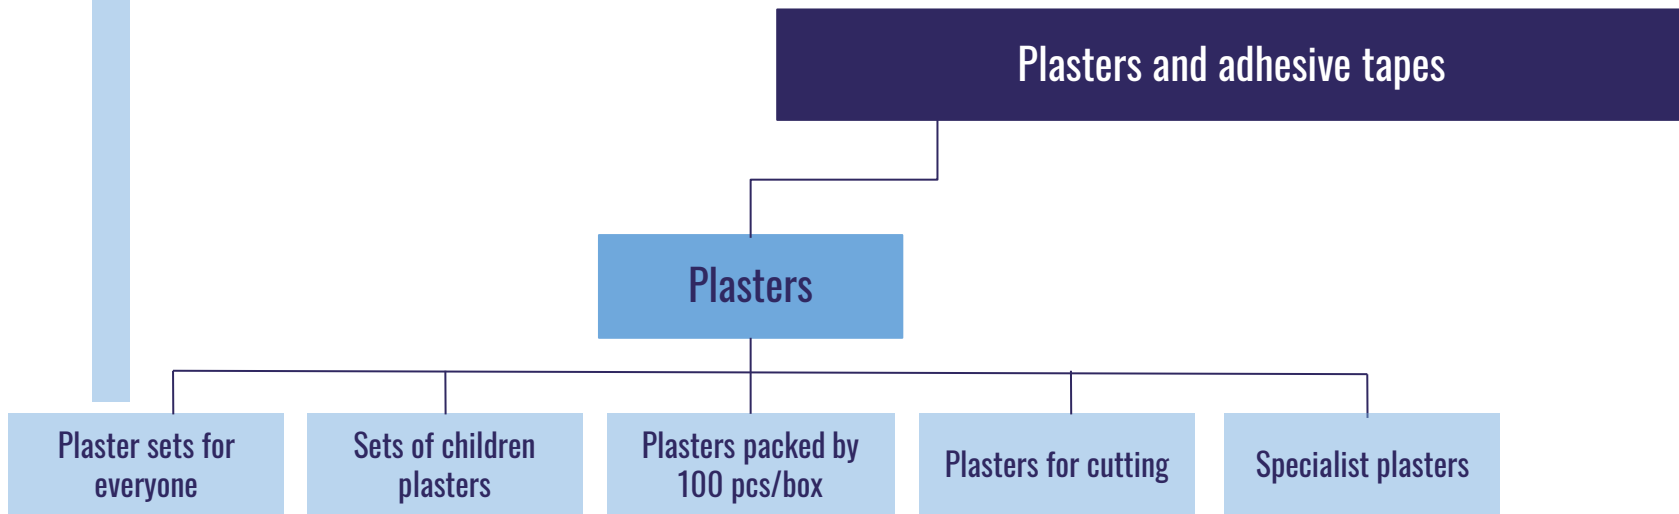 Plasters and adhesive tapes
Plasters
Plaster sets for
everyone
Sets of children
plasters
Plasters packed by
100 pcs/box
Plasters for cutting
Specialist plasters